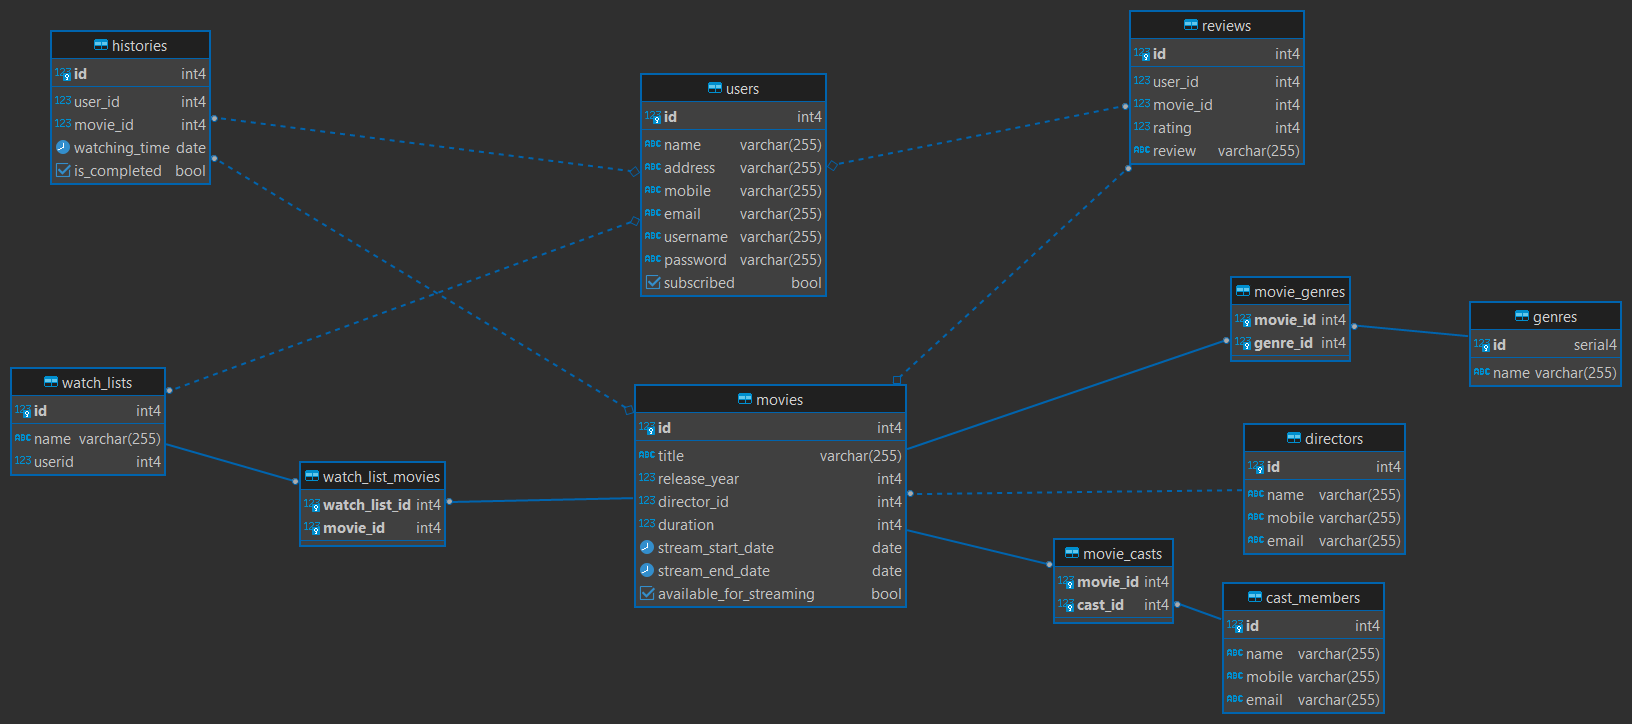 histories
123 id int4
123 user_id int4
123 movie_id int4
watching_time date
is_completed bool
users
123 id int4
ABC name varchar(255)
ABC address varchar(255)
ABC mobile varchar(255)
ABC email varchar(255)
ABC username varchar(255)
ABC password varchar(255)
subscribed bool
reviews
123 id int4
123 user_id int4
123 movie_id int4
123 rating int4
ABC review varchar(255)
movie_genres
123 movie_id int4
123 genre_id int4
genres
123 id serial4
ABC name varchar(255)
watch_lists
123 id int4
ABC name varchar(255)
123 userid int4
watch_list_movies
123 watch_list_id int4
123 movie_id int4
movies
123 id int4
ABC title varchar(255)
123 release_year int4
123 director_id int4
123 duration int4
stream_start_date date
stream_end_date date
available_for_streaming bool
directors
123 id int4
ABC name varchar(255)
ABC mobile varchar(255)
ABC email varchar(255)
movie_casts
123 movie_id int4
123 cast_id int4
cast_members
123 id int4
ABC name varchar(255)
ABC mobile varchar(255)
ABC email varchar(255)